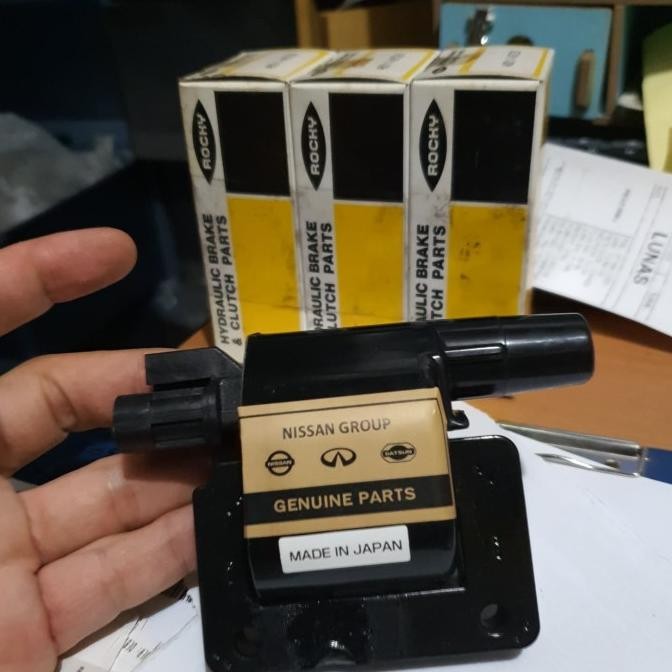 ROCKY
HYDRAULIC BRAKE
& CLUTCH PARTS
ROCKY
HYDRAULIC BRAKE
CLUTCH PARTS
ROCKY
HYDRAULIC BRAKE
CLUTCH PARTS
LUNAS
NISSAN GROUP
NISSAN
DATSUN
GENUINE PARTS
MADE IN JAPAN